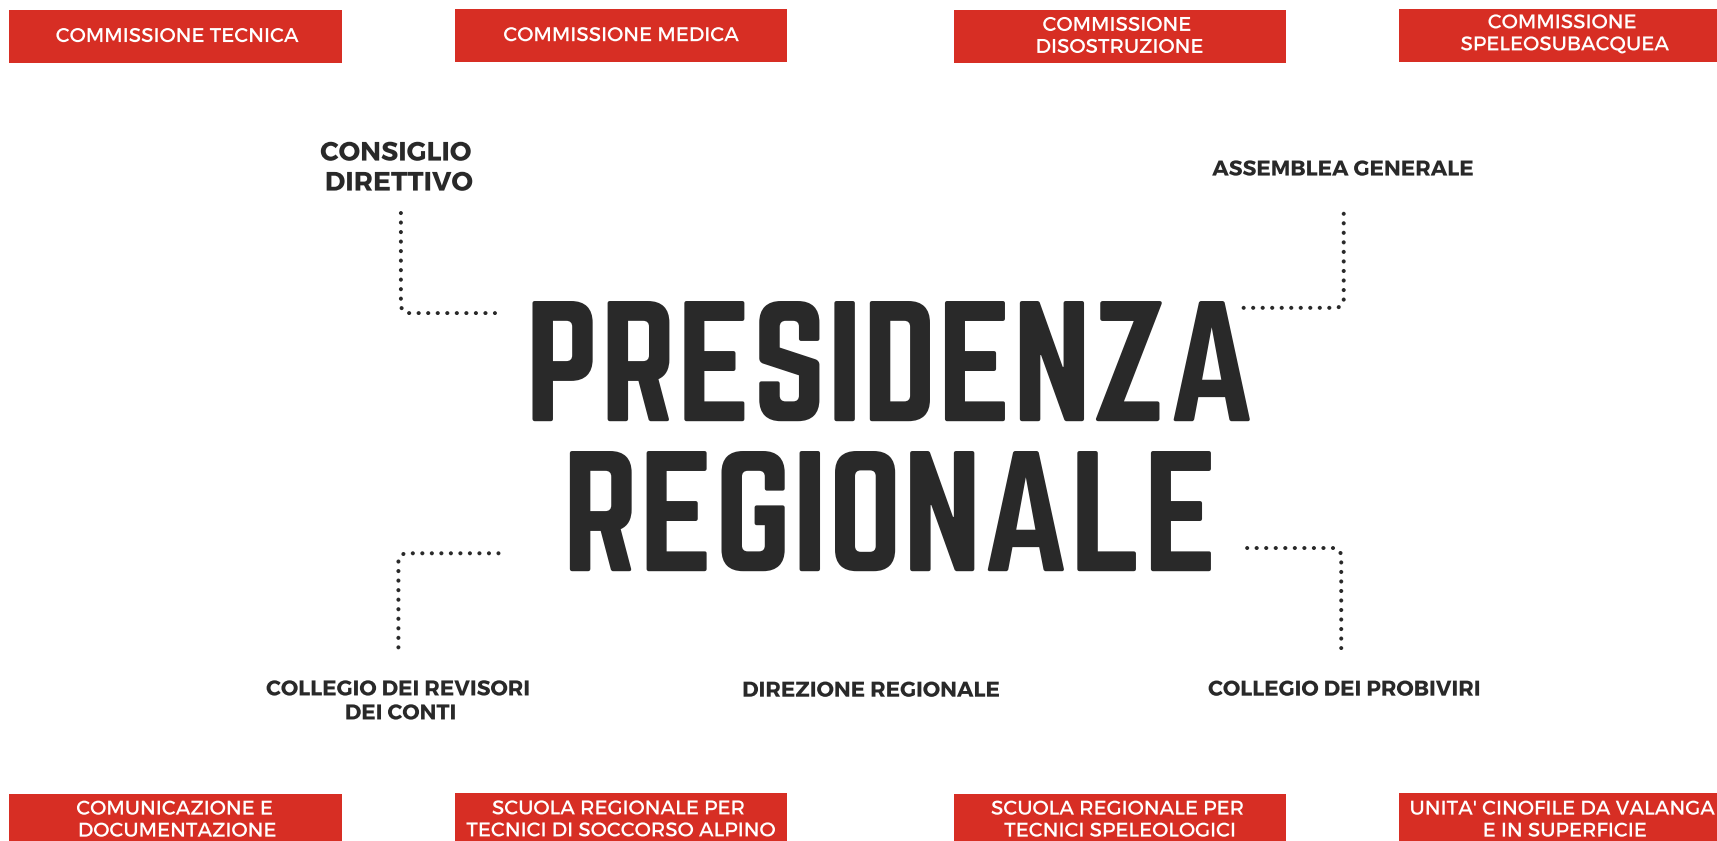 COMMISSIONE TECNICA
COMMISSIONE MEDICA
COMMISSIONE
DISOSTRUZIONE
COMMISSIONE
SPELEOSUBACQUEA
CONSIGLIO
DIRETTIVO
ASSEMBLEA GENERALE
PRESIDENZA
REGIONALE
COLLEGIO DEI REVISORI
DEI CONTI
DIREZIONE REGIONALE
COLLEGIO DEI PROBIVIRI
COMUNICAZIONE E
DOCUMENTAZIONE
SCUOLA REGIONALE PER
TECNICI DI SOCCORSO ALPINO
SCUOLA REGIONALE PER
TECNICI SPELEOLOGICI
UNITA' CINOFILE DA VALANGA
E IN SUPERFICIE